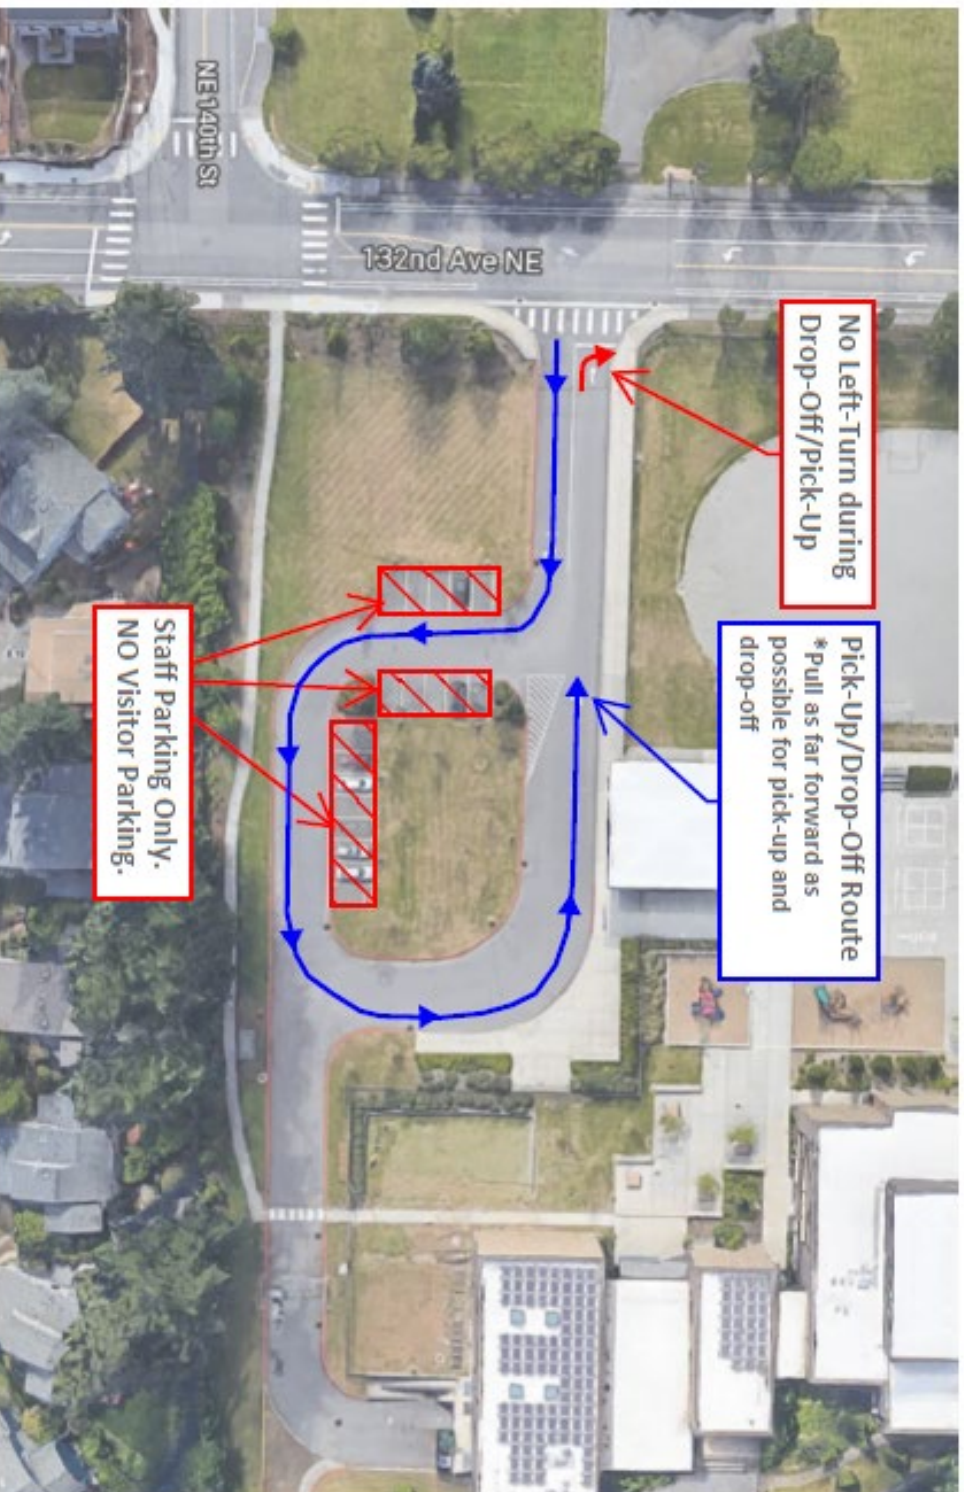 NE 140th St
132nd Ave NE
No Left-Turn during
Drop-Off/Pick-Up
Pick-Up/Drop-Off Route
*Pull as far forward as
possible for pick-up and
drop-off
Staff Parking Only.
NO Visitor Parking.